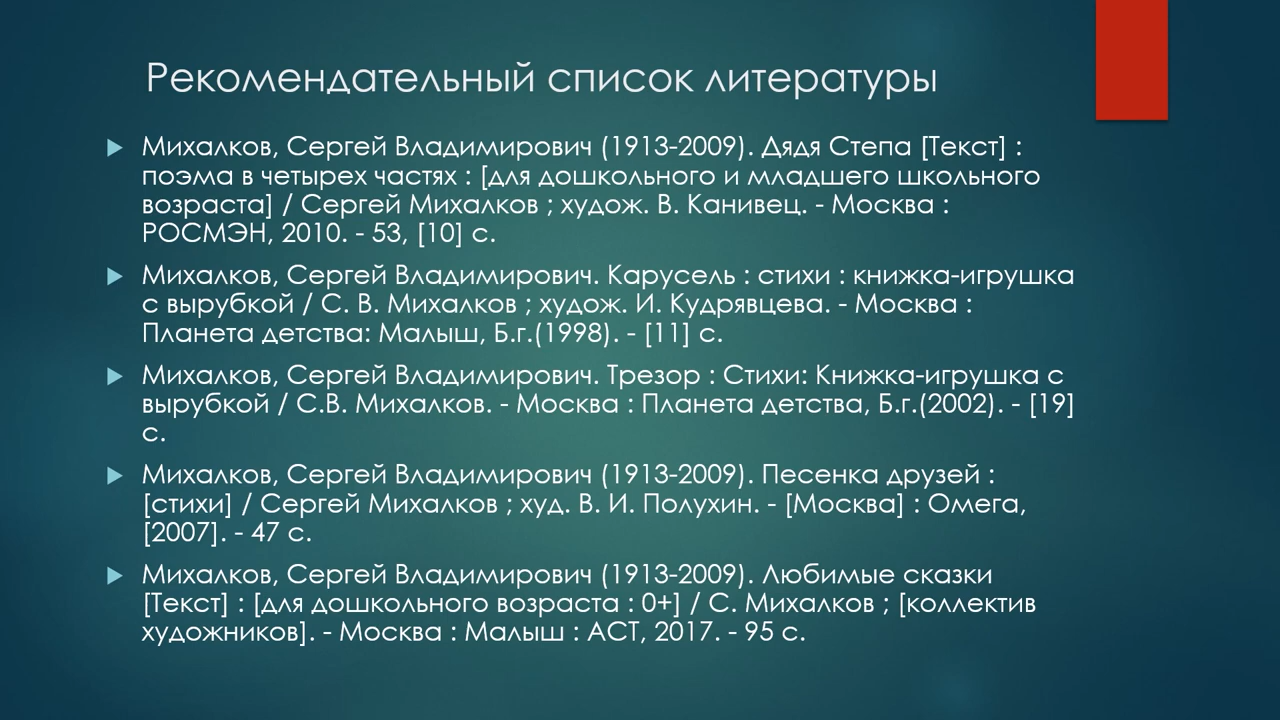 Рекомендательный список литературы
Михалков, Сергей Владимирович (1913-2009). Дядя Степа [Текст] :
поэма в четырех частях : [для дошкольного и младшего школьного
возраста] / Сергей Михалков ; худож. В. Канивец. - Москва :
РОСМЭН, 2010. - 53, [10] с.
Михалков, Сергей Владимирович. Карусель : стихи : книжка-игрушка
с вырубкой / С. В. Михалков ; худож. И. Кудрявцева. - Москва :
Планета детства: Малыш, Б.г.(1998). - [11] с.
Михалков, Сергей Владимирович. Трезор : Стихи: Книжка-игрушка с
вырубкой / С.В. Михалков. - Москва : Планета детства, Б.г.(2002). - [19]
с.
Михалков, Сергей Владимирович (1913-2009). Песенка друзей :
[стихи] / Сергей Михалков ; худ. В. И. Полухин. - [Москва] : Омега,
[2007]. - 47 с.
Михалков, Сергей Владимирович (1913-2009). Любимые сказки
[Текст] : [для дошкольного возраста : 0+] / С. Михалков ; [коллектив
художников]. - Москва : Малыш : АСТ, 2017. - 95 с.